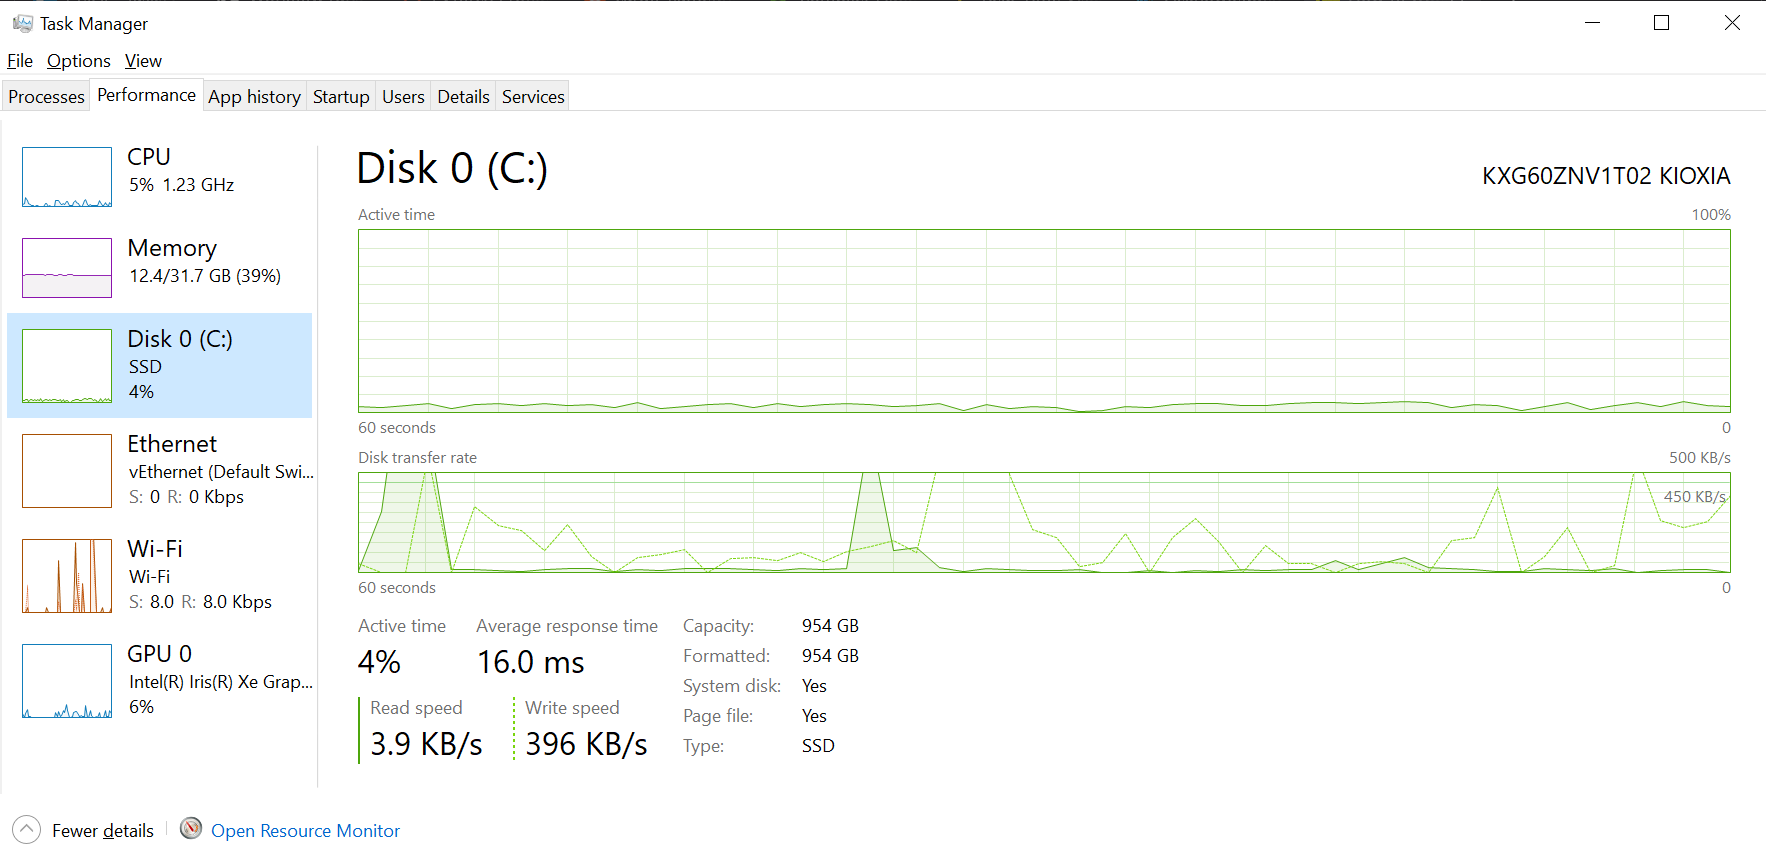 Task Manager
File Options View
Processes Performance App history Startup Users Details Services
CPU
5% 1.23 GHz
Memory
12.4/31.7 GB (39%)
Disk 0 (C:)
SSD
4%
Ethernet
vEthernet (Default Swi...
S: 0 R: 0 Kbps
Wi-Fi
Wi-Fi
S: 8.0 R: 8.0 Kbps
GPU 0
Intel(R) Iris(R) Xe Grap...
6%
Disk 0 (C:)
KXG60ZNV1T02 KIOXIA
Active time 100%
60 seconds 0
Disk transfer rate 500 KB/s
450 KB/s
60 seconds 0
Active time
4%
Average response time
16.0 ms
Read speed
3.9 KB/s
Write speed
396 KB/s
Capacity: 954 GB
Formatted: 954 GB
System disk: Yes
Page file: Yes
Type: SSD
Fewer details
Open Resource Monitor